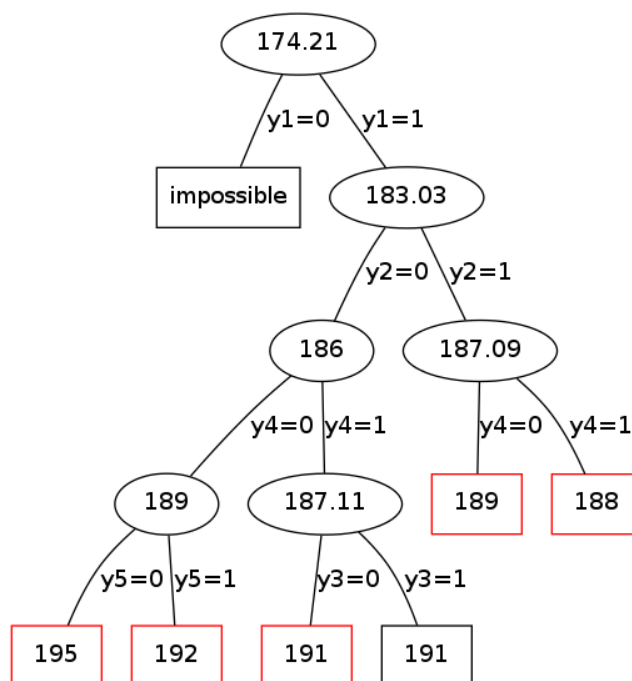 174.21
y1=0
y1=1
impossible
183.03
y2=0
y2=1
186
187.09
y4=0
y4=1
y4=0
y4=1
189
187.11
189
188
y5=0
y5=1
y3=0
y3=1
195
192
191
191